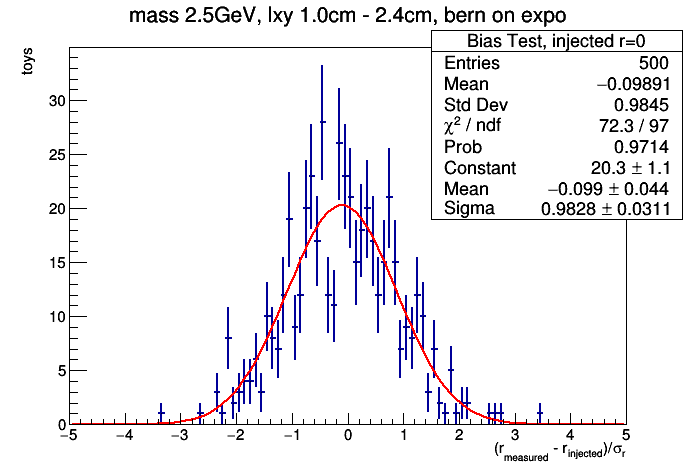 mass 2.5GeV, lxy 1.0cm - 2.4cm, bern on expo
toys
Bias Test, injected r=0
Entries 500
Mean −0.09891
Std Dev 0.9845
χ² / ndf 72.3 / 97
Prob 0.9714
Constant 20.3 ± 1.1
Mean −0.099 ± 0.044
Sigma 0.9828 ± 0.0311
30
25
20
15
10
5
0
−5 −4 −3 −2 −1 0 1 2 3 4 5
(r_measured - r_injected)/σ_r